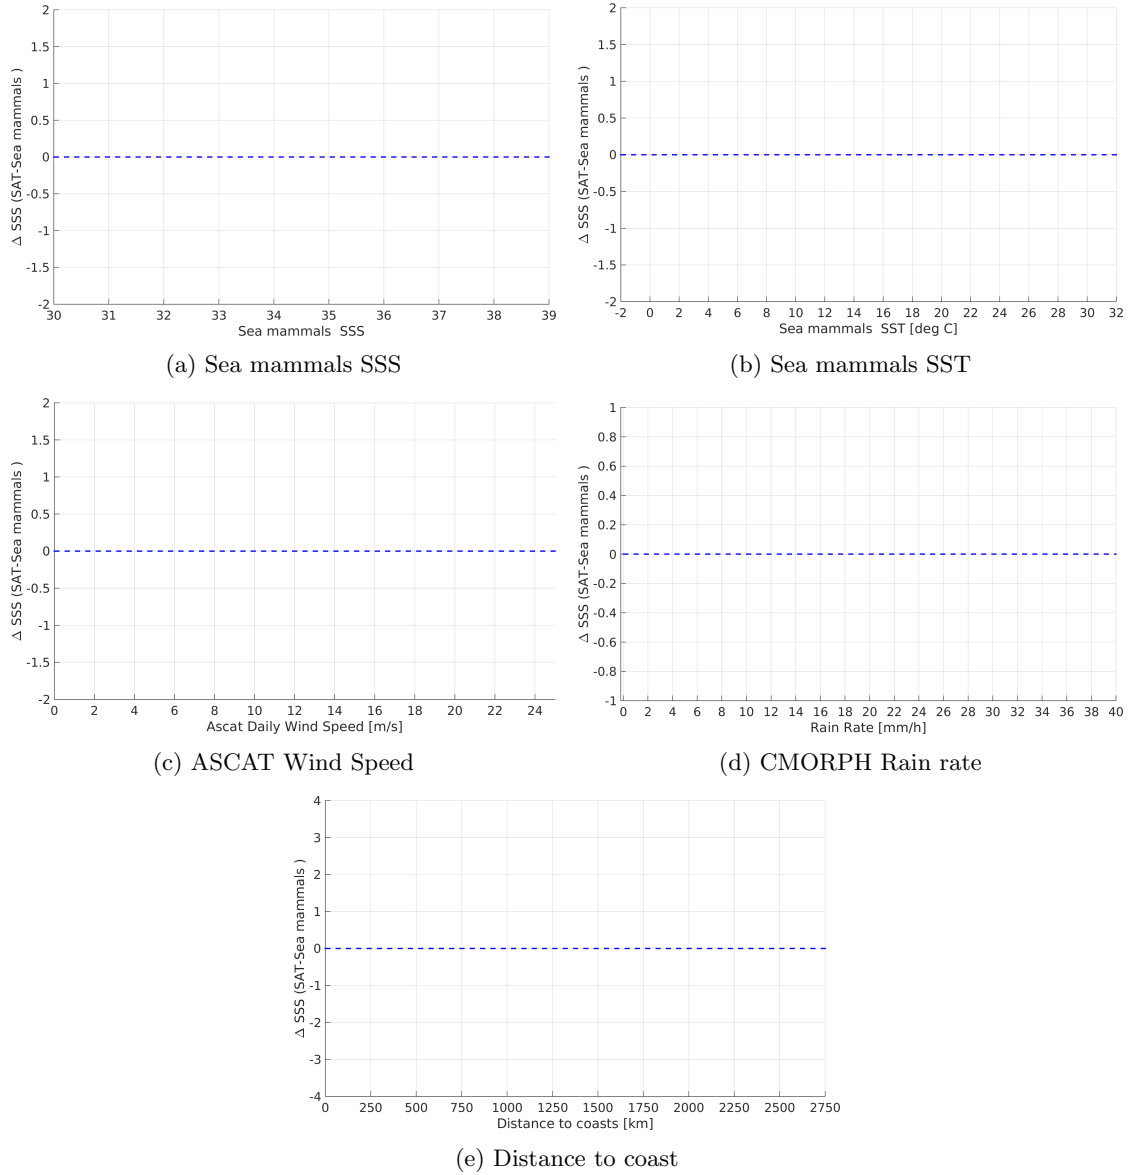 2
1.5
1
0.5
0
-0.5
-1
-1.5
-2
Δ SSS (SAT-Sea mammals )
30 31 32 33 34 35 36 37 38 39
Sea mammals SSS
(a) Sea mammals SSS
2
1.5
1
0.5
0
-0.5
-1
-1.5
-2
Δ SSS (SAT-Sea mammals )
-2 0 2 4 6 8 10 12 14 16 18 20 22 24 26 28 30 32
Sea mammals SST [deg C]
(b) Sea mammals SST
2
1.5
1
0.5
0
-0.5
-1
-1.5
-2
Δ SSS (SAT-Sea mammals )
0 2 4 6 8 10 12 14 16 18 20 22 24
Ascat Daily Wind Speed [m/s]
(c) ASCAT Wind Speed
1
0.8
0.6
0.4
0.2
0
-0.2
-0.4
-0.6
-0.8
-1
Δ SSS (SAT-Sea mammals )
0 2 4 6 8 10 12 14 16 18 20 22 24 26 28 30 32 34 36 38 40
Rain Rate [mm/h]
(d) CMORPH Rain rate
4
3
2
1
0
-1
-2
-3
-4
Δ SSS (SAT-Sea mammals )
0 250 500 750 1000 1250 1500 1750 2000 2250 2500 2750
Distance to coasts [km]
(e) Distance to coast